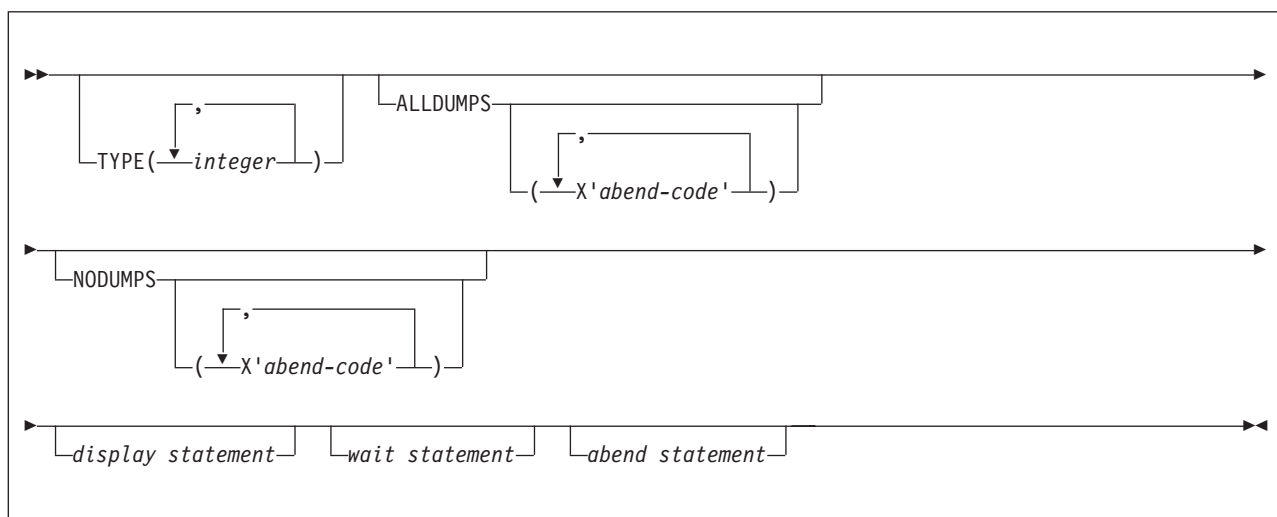 ALLDUMPS
,
TYPE( integer )
,
( X'abend-code' )
NODUMPS
,
( X'abend-code' )
display statement wait statement abend statement